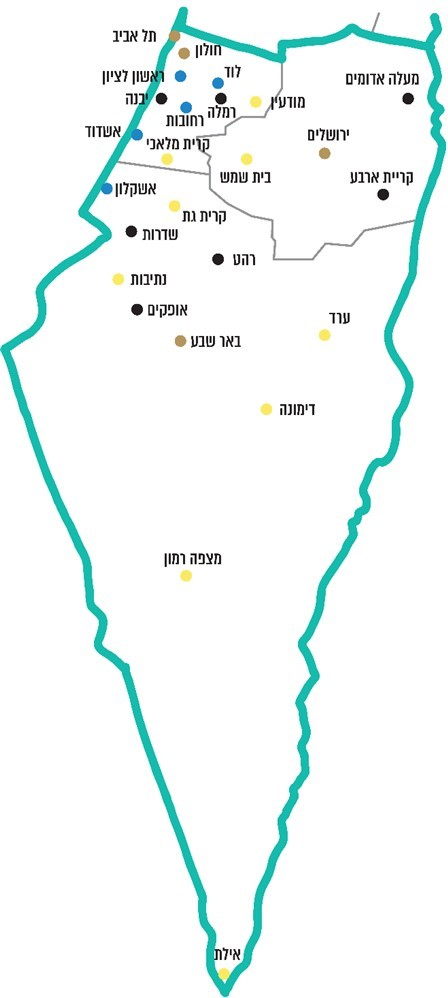 תל אביב
חולון
ראשון לציון
לוד
מעלה אדומים
יבנה
רחובות
רמלה
מודעין
אשדוד
קרית מלאכי
ירושלים
בית שמש
קריית ארבע
אשקלון
קרית גת
שדרות
רהט
נתיבות
אופקים
ערד
באר שבע
דימונה
מצפה רמון
אילת